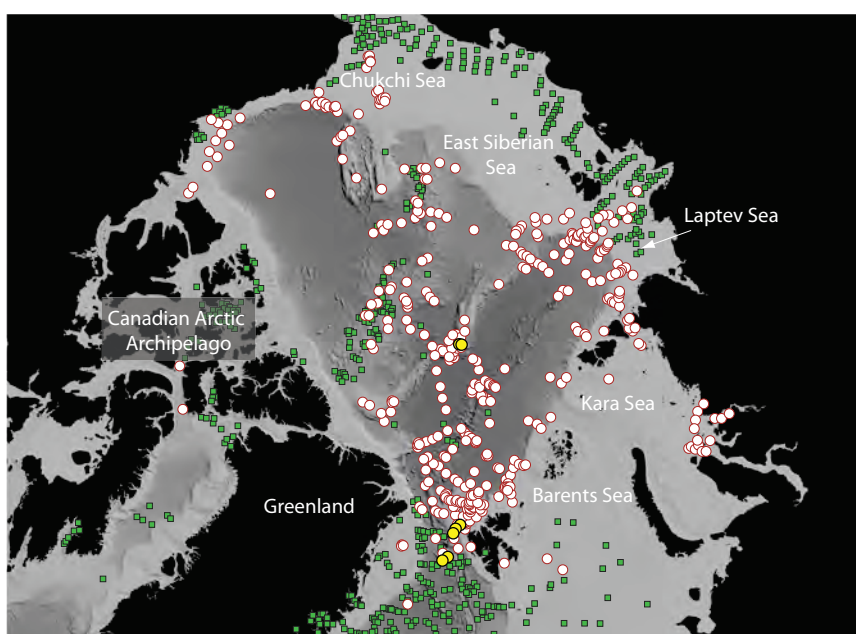 Chukchi Sea
East Siberian
Sea
Laptev Sea
Canadian Arctic
Archipelago
Kara Sea
Barents Sea
Greenland